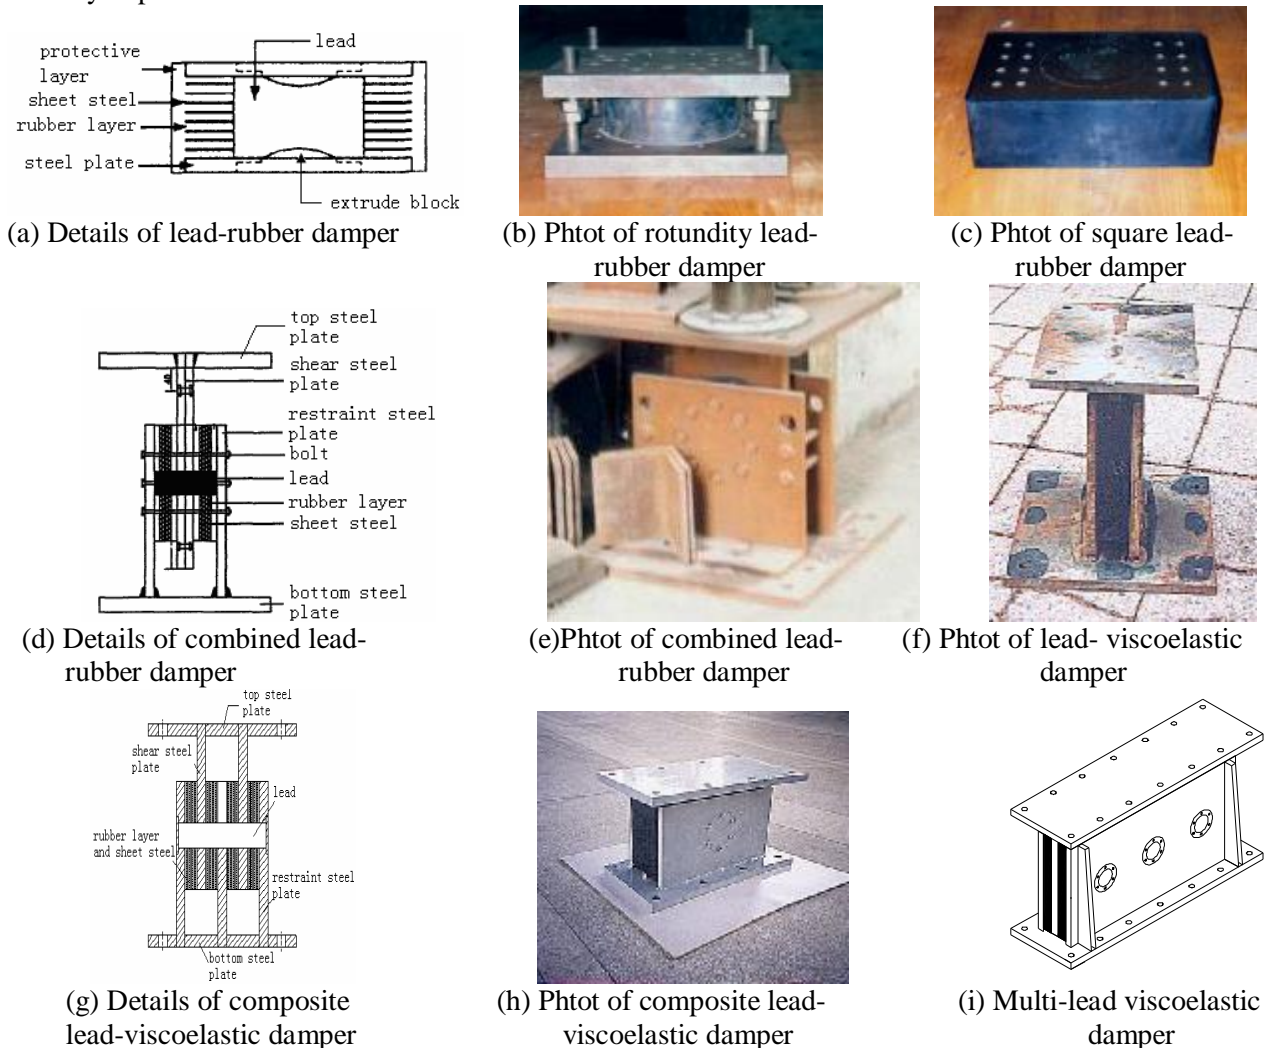 protective
layer
lead
sheet steel
rubber layer
steel plate
extrude block
(a) Details of lead-rubber damper
(b) Phtot of rotundity lead-
rubber damper
(c) Phtot of square lead-
rubber damper
top steel
plate
shear steel
plate
restraint steel
plate
bolt
lead
rubber layer
sheet steel
bottom steel
plate
(d) Details of combined lead-
rubber damper
(e)Phtot of combined lead-
rubber damper
(f) Phtot of lead- viscoelastic
damper
top steel
plate
shear steel
plate
lead
rubber layer
and sheet steel
restraint steel
plate
bottom steel
plate
(g) Details of composite
lead-viscoelastic damper
(h) Phtot of composite lead-
viscoelastic damper
(i) Multi-lead viscoelastic
damper